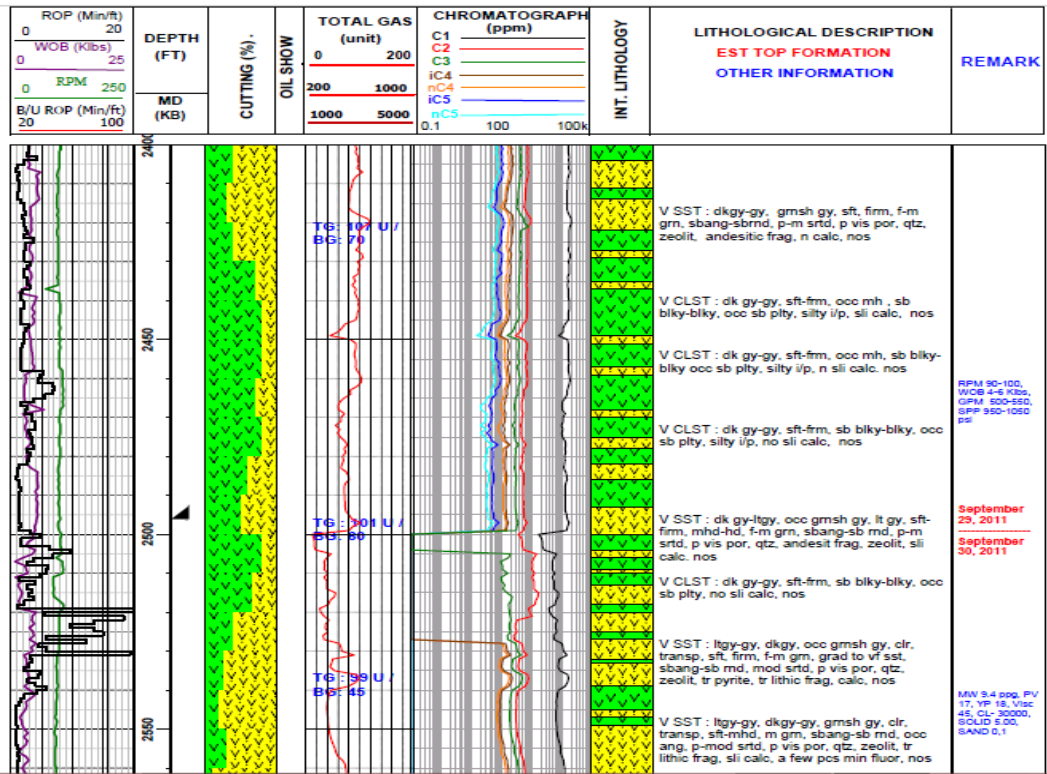 ROP (Min/ft)
0 20
WOB (Klbs)
0 25
RPM
0 250
B/U ROP (Min/ft)
20 100
DEPTH
(FT)
MD
(KB)
CUTTING (%) .
OIL SHOW
TOTAL GAS
(unit)
0 200
200 1000
1000 5000
CHROMATOGRAPH
(ppm)
C1
C2
C3
iC4
nC4
iC5
nC5
0.1 100 100k
INT. LITHOLOGY
LITHOLOGICAL DESCRIPTION
EST TOP FORMATION
OTHER INFORMATION
REMARK
2400
TG: 107 U /
BG: 70
V SST : dkgy-gy, grnsh gy, sft, firm, f-m
grn, sbang-sbrnd, p-m srtd, p vis por, qtz,
zeolit, andesitic frag, n calc, nos
V CLST : dk gy-gy, sft-frm, occ mh , sb
blky-blky, occ sb plty, silty i/p, sli calc, nos
2450
V CLST : dk gy-gy, sft-frm, occ mh, sb blky-
blky occ sb plty, silty i/p, n sli calc. nos
RPM 90-100,
WOB 4-6 Klbs,
GPM 500-550,
SPP 950-1050
psi
V CLST : dk gy-gy, sft-frm, sb blky-blky, occ
sb plty, silty i/p, no sli calc, nos
2500
TG : 101 U /
BG: 80
V SST : dk gy-ltgy, occ grnsh gy, lt gy, sft-
firm, mhd-hd, f-m grn, sbang-sb rnd, p-m
srtd, p vis por, qtz, andesit frag, zeolit, sli
calc. nos
September
29, 2011
September
30, 2011
V CLST : dk gy-gy, sft-frm, sb blky-blky, occ
sb plty, no sli calc, nos
TG : 99 U /
BG: 45
V SST : ltgy-gy, dkgy, occ grnsh gy, clr,
transp, sft, firm, f-m grn, grad to vf sst,
sbang-sb rnd, mod srtd, p vis por, qtz,
zeolit, tr pyrite, tr lithic frag, calc, nos
MW 9.4 ppg, PV
17, YP 18, Visc
45, CL- 30000,
SOLID 5.00,
SAND 0,1
2550
V SST : ltgy-gy, dkgy-gy, grnsh gy, clr,
transp, sft-mhd, m grn, sbang-sb rnd, occ
ang, p-mod srtd, p vis por, qtz, zeolit, tr
lithic frag, sli calc, a few pcs min fluor, nos